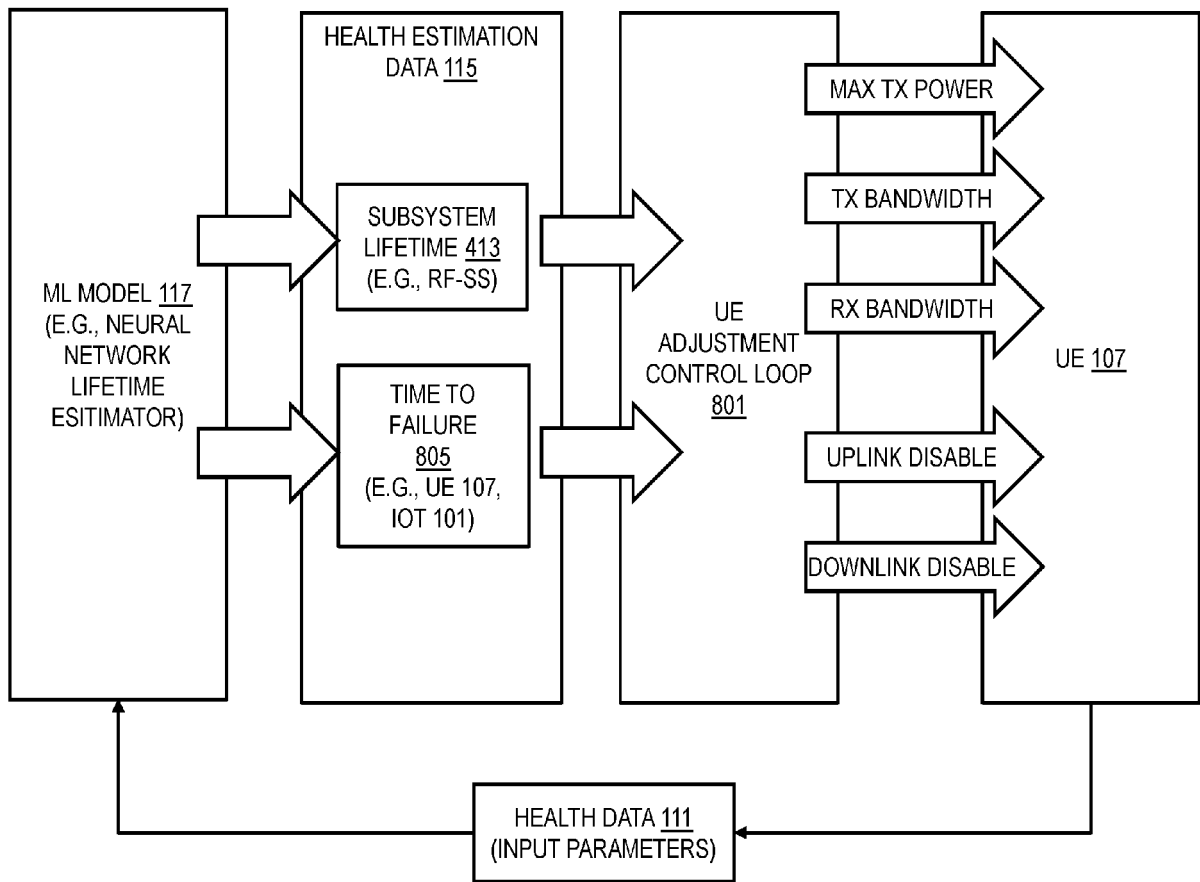 ML MODEL 117
(E.G., NEURAL
NETWORK
LIFETIME
ESITIMATOR)
HEALTH ESTIMATION
DATA 115
SUBSYSTEM
LIFETIME 413
(E.G., RF-SS)
TIME TO
FAILURE
805
(E.G., UE 107,
IOT 101)
UE
ADJUSTMENT
CONTROL LOOP
801
MAX TX POWER
TX BANDWIDTH
RX BANDWIDTH
UPLINK DISABLE
DOWNLINK DISABLE
UE 107
HEALTH DATA 111
(INPUT PARAMETERS)